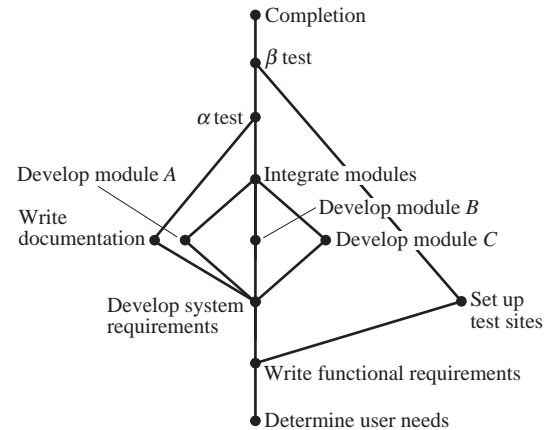 Completion
β test
α test
Develop module A
Integrate modules
Write
documentation
Develop module B
Develop module C
Develop system
requirements
Set up
test sites
Write functional requirements
Determine user needs